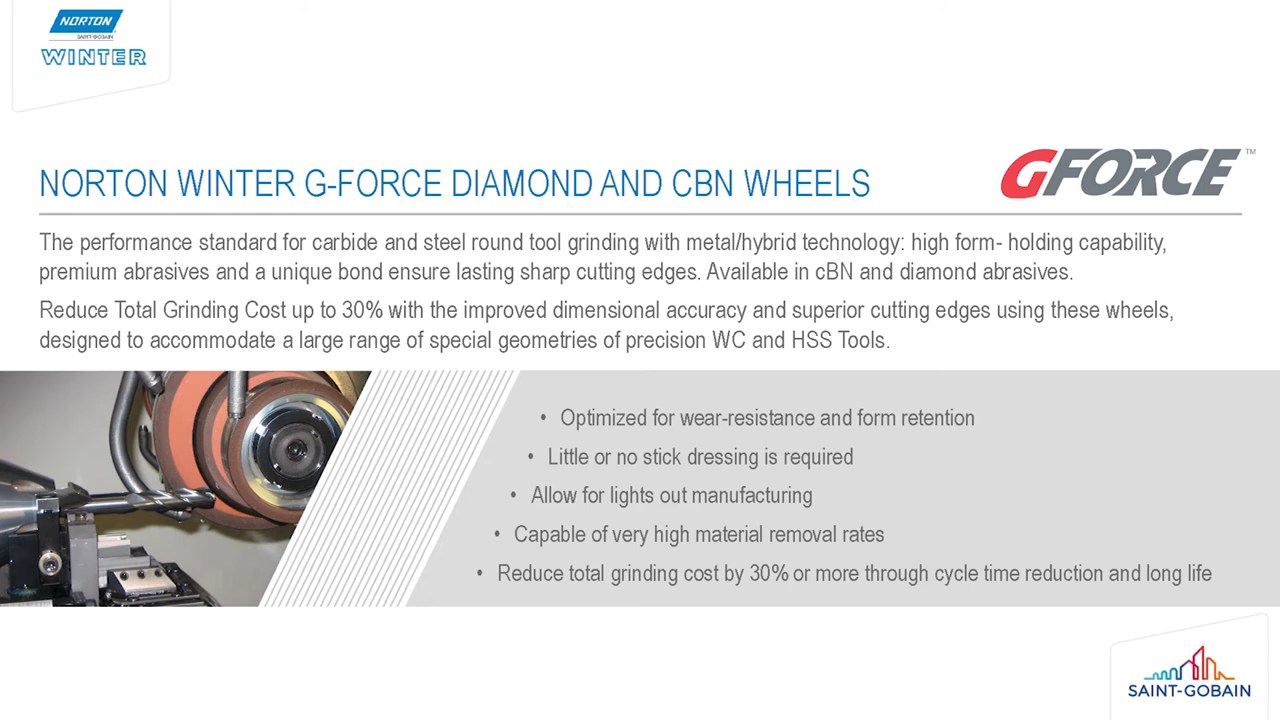 NORTON
SAINT-GOBAIN
WINTER
NORTON WINTER G-FORCE DIAMOND AND CBN WHEELS
GFORCE™
The performance standard for carbide and steel round tool grinding with metal/hybrid technology: high form- holding capability,
premium abrasives and a unique bond ensure lasting sharp cutting edges. Available in cBN and diamond abrasives.
Reduce Total Grinding Cost up to 30% with the improved dimensional accuracy and superior cutting edges using these wheels,
designed to accommodate a large range of special geometries of precision WC and HSS Tools.
• Optimized for wear-resistance and form retention
• Little or no stick dressing is required
• Allow for lights out manufacturing
• Capable of very high material removal rates
• Reduce total grinding cost by 30% or more through cycle time reduction and long life
SAINT-GOBAIN